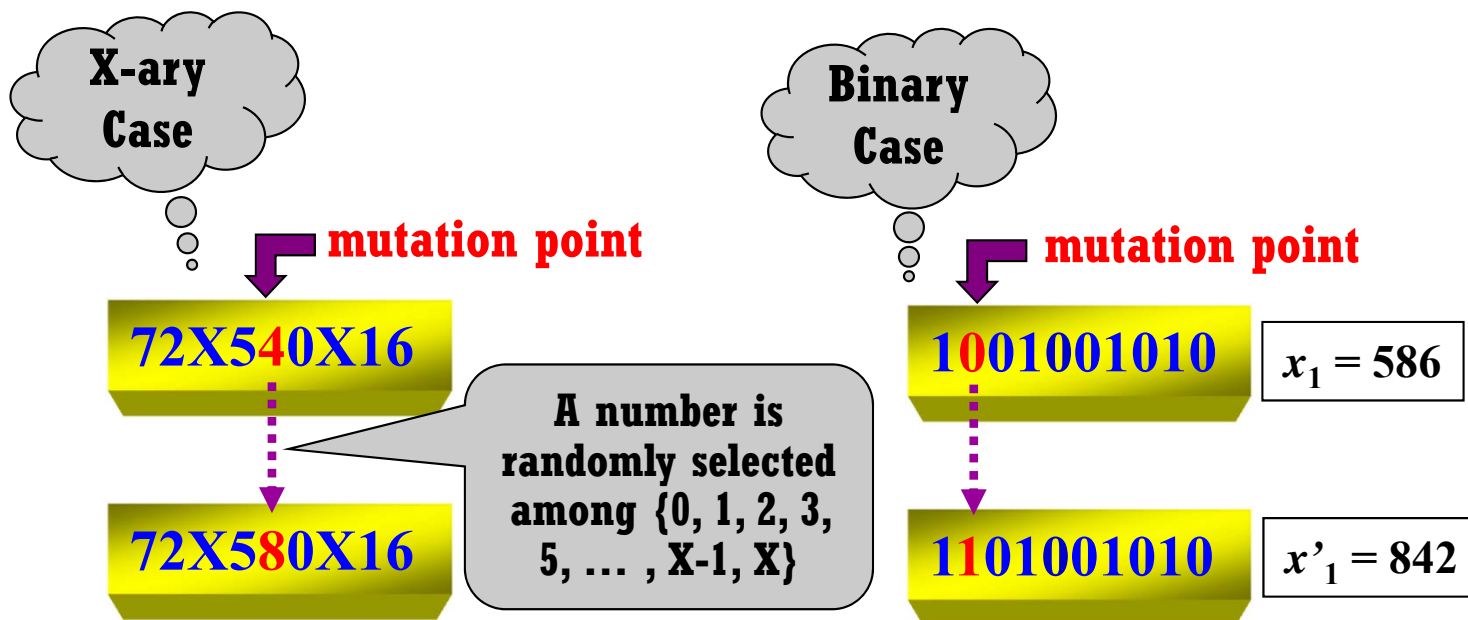 X-ary
Case
mutation point
72X540X16
A number is
randomly selected
among {0, 1, 2, 3,
5, ... , X-1, X}
72X580X16
Binary
Case
mutation point
1001001010
x₁ = 586
1101001010
x’₁ = 842